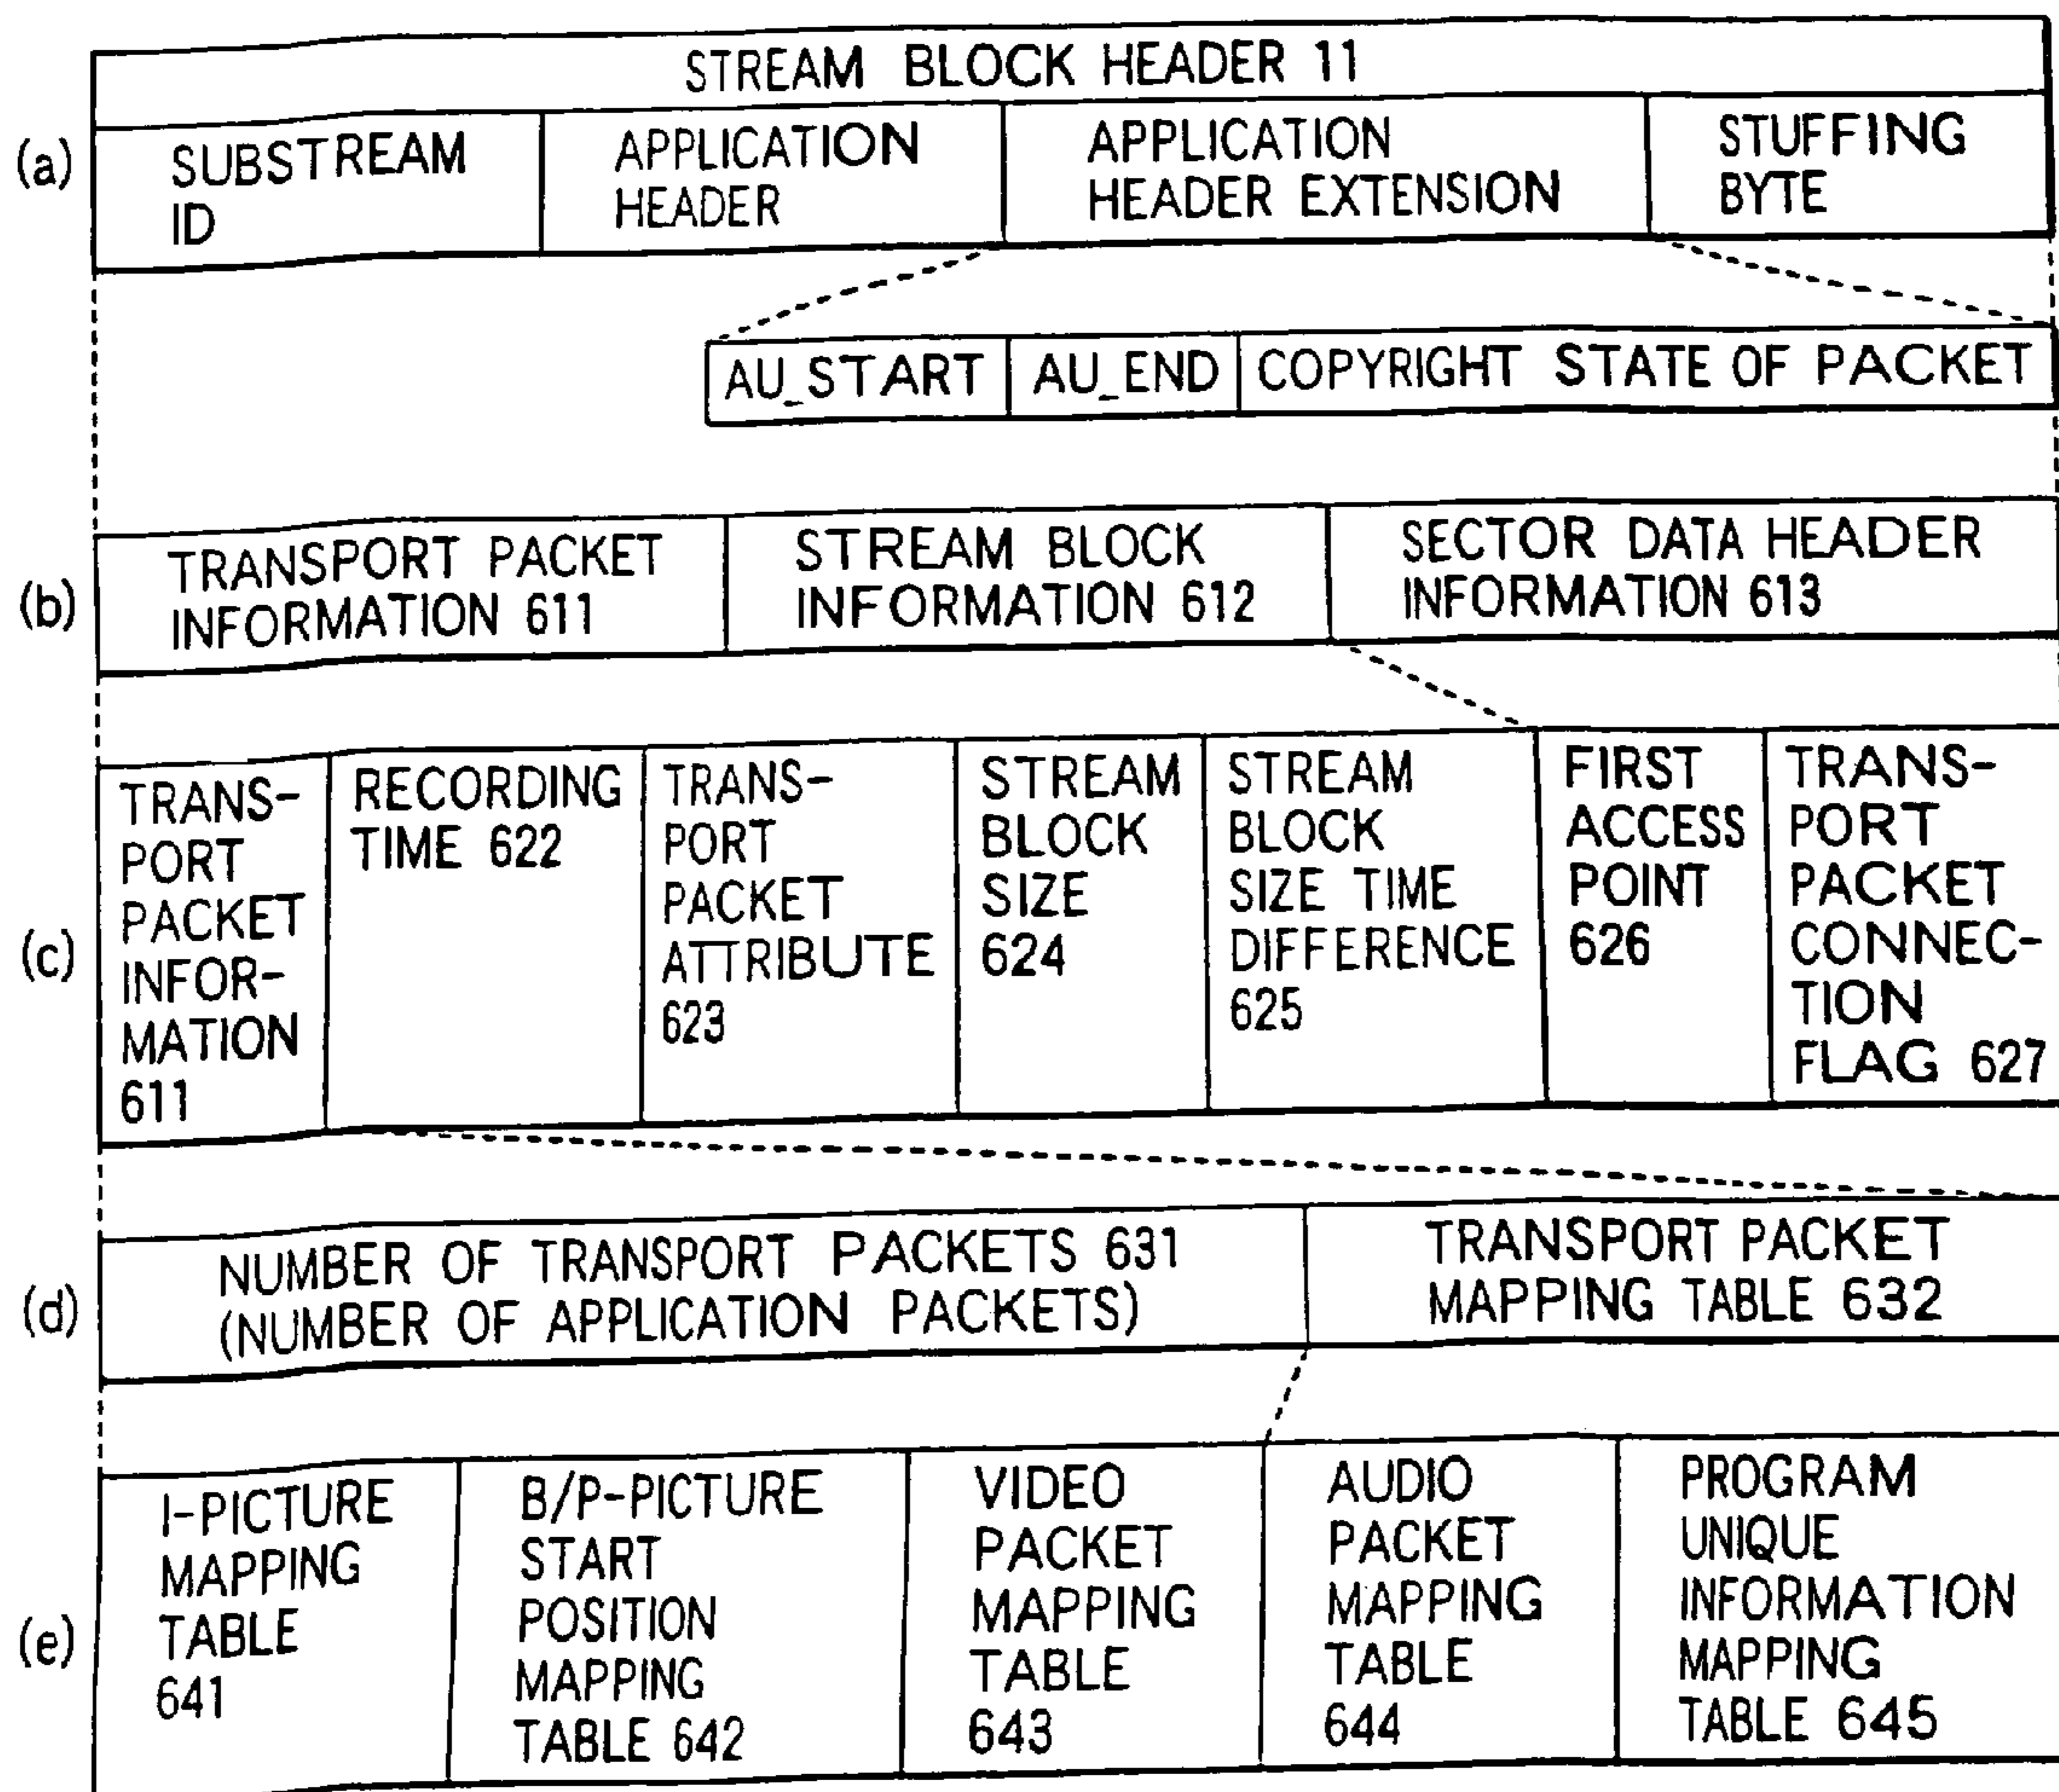 STREAM BLOCK HEADER 11
(a)
SUBSTREAM
ID
APPLICATION
HEADER
APPLICATION
HEADER EXTENSION
STUFFING
BYTE
AU_START
AU_END
COPYRIGHT STATE OF PACKET
(b)
TRANSPORT PACKET
INFORMATION 611
STREAM BLOCK
INFORMATION 612
SECTOR DATA HEADER
INFORMATION 613
(c)
TRANS-
PORT
PACKET
INFOR-
MATION
611
RECORDING
TIME 622
TRANS-
PORT
PACKET
ATTRIBUTE
623
STREAM
BLOCK
SIZE
624
STREAM
BLOCK
SIZE TIME
DIFFERENCE
625
FIRST
ACCESS
POINT
626
TRANS-
PORT
PACKET
CONNEC-
TION
FLAG 627
(d)
NUMBER OF TRANSPORT PACKETS 631
(NUMBER OF APPLICATION PACKETS)
TRANSPORT PACKET
MAPPING TABLE 632
(e)
I-PICTURE
MAPPING
TABLE
641
B/P-PICTURE
START
POSITION
MAPPING
TABLE 642
VIDEO
PACKET
MAPPING
TABLE
643
AUDIO
PACKET
MAPPING
TABLE
644
PROGRAM
UNIQUE
INFORMATION
MAPPING
TABLE 645